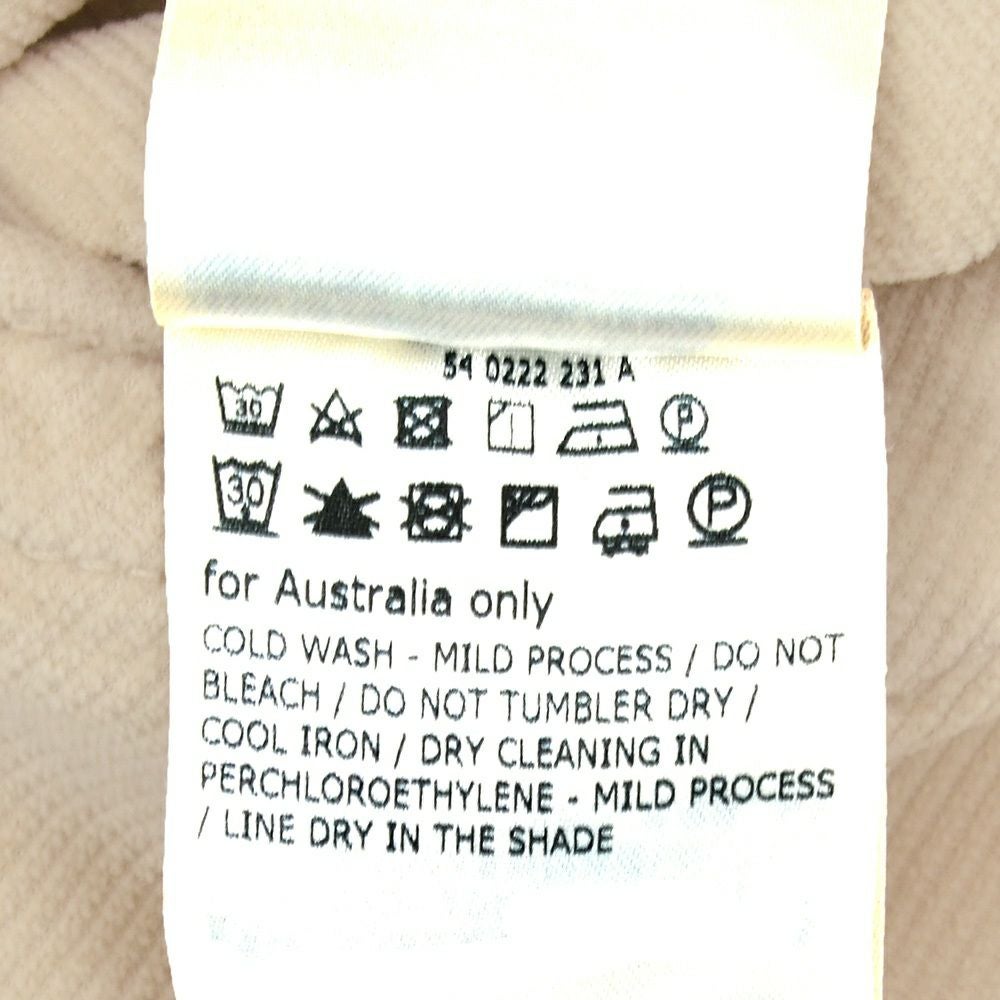 54 0222 231 A
30 P
30 P
for Australia only
COLD WASH - MILD PROCESS / DO NOT
BLEACH / DO NOT TUMBLER DRY /
COOL IRON / DRY CLEANING IN
PERCHLOROETHYLENE - MILD PROCESS
/ LINE DRY IN THE SHADE